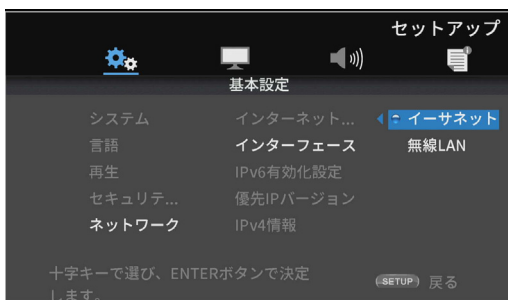 セットアップ
基本設定
システム
インターネット...
イーサネット
言語
インターフェース
無線LAN
再生
IPv6有効化設定
セキュリテ...
優先IPバージョン
ネットワーク
IPv4情報
十字キーで選び、ENTERボタンで決定
します。
SETUP 戻る